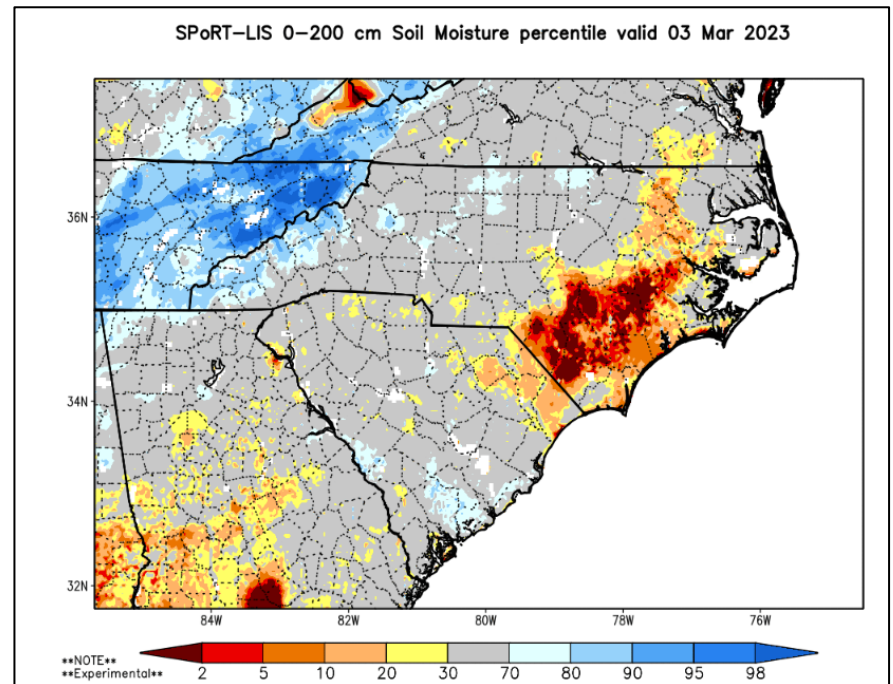 SPoRT-LIS 0-200 cm Soil Moisture percentile valid 03 Mar 2023
36N
34N
32N
84W 82W 80W 78W 76W
**NOTE**
**Experimental** 2 5 10 20 30 70 80 90 95 98